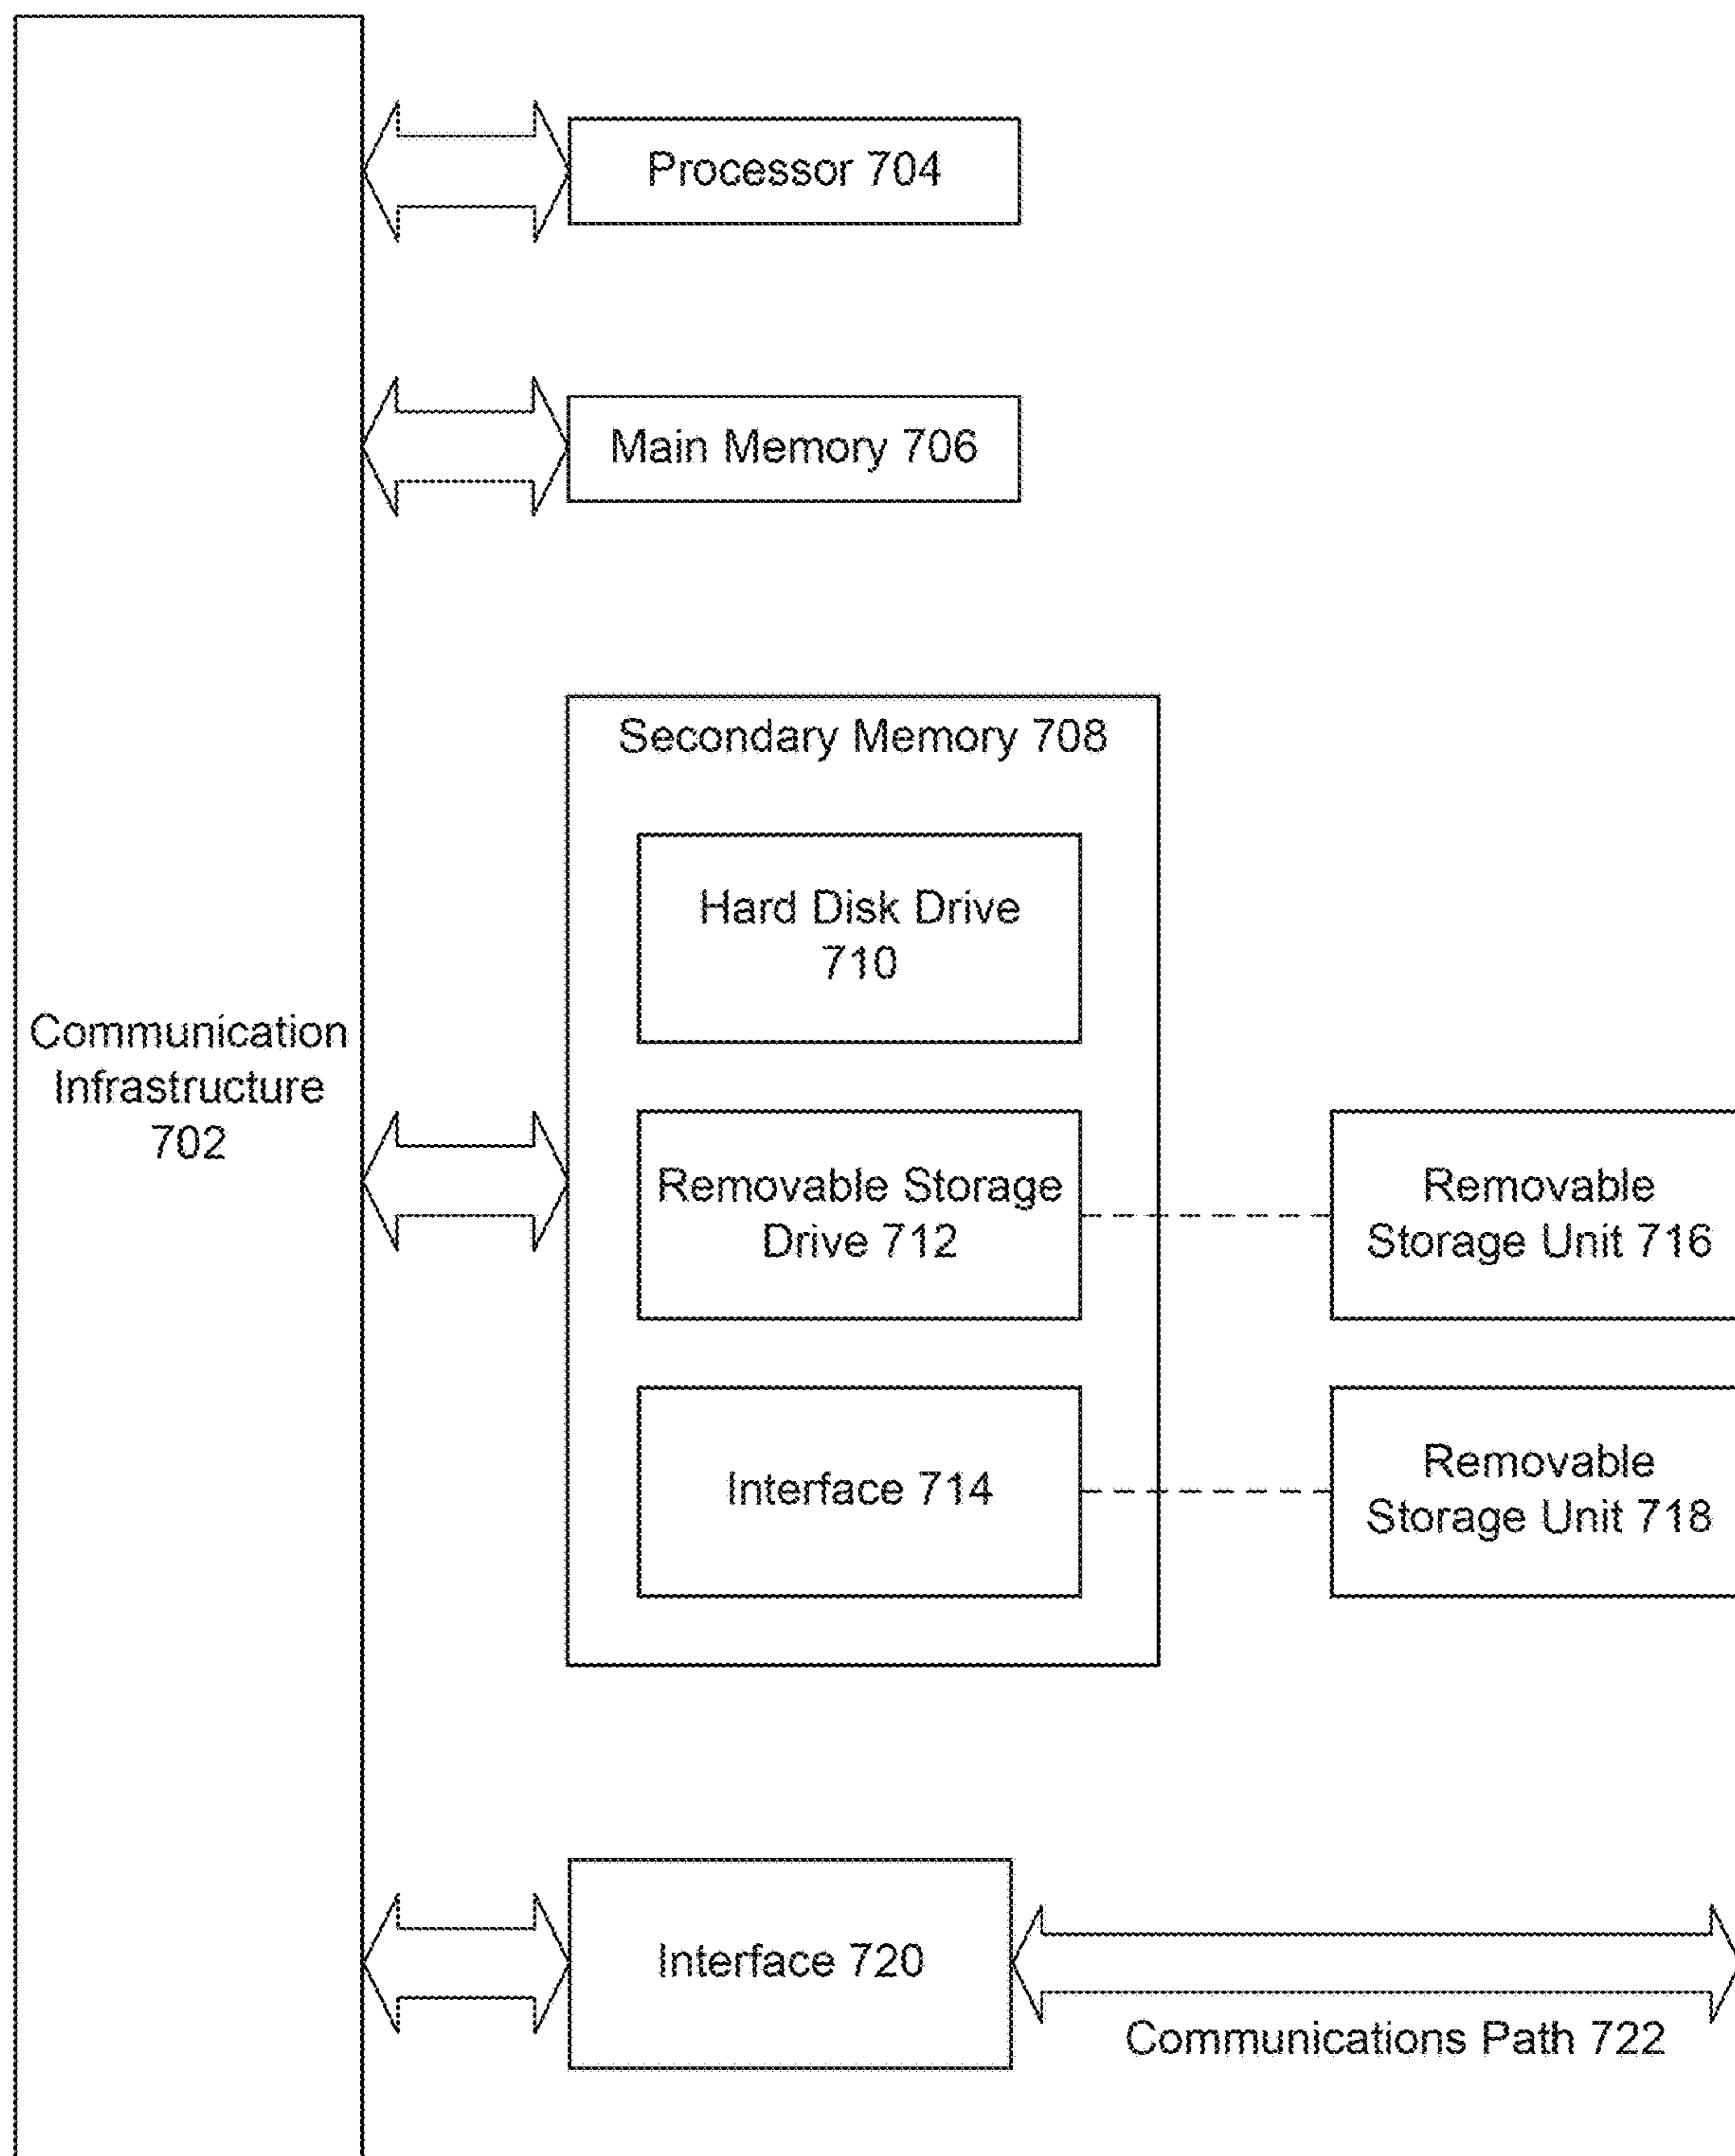 Processor 704
Main Memory 706
Secondary Memory 708
Hard Disk Drive
710
Communication
Infrastructure
702
Removable Storage
Drive 712
Removable
Storage Unit 716
Interface 714
Removable
Storage Unit 718
Interface 720
Communications Path 722